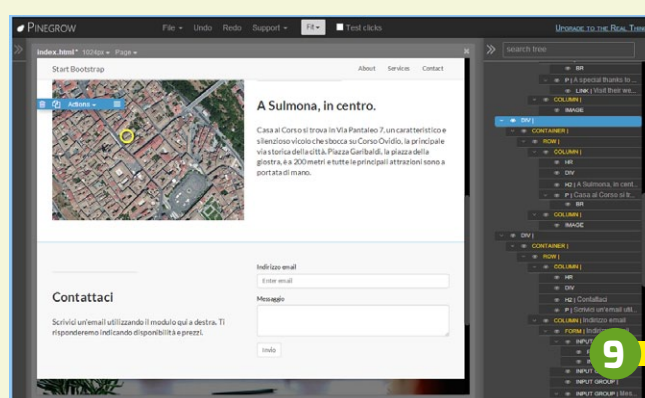 PINEGROW File Undo Redo Support Fit Test clicks UPGRADE TO THE REAL
index.html* 1024px Page
search tree
Start Bootstrap About Services Contact
Actions
A Sulmona, in centro.
Casa al Corso si trova in Via Pantaleo 7, un caratteristico e
silenzioso vicolo che sbocca su Corso Ovidio, la principale
via storica della città. Piazza Garibaldi, la piazza della
giostra, è a 200 metri e tutte le principali attrazioni sono a
portata di mano.
Indirizzo email
Enter email
Contattaci
Messaggio
Scrivici un'email utilizzando il modulo qui a destra. Ti
risponderemo indicando disponibilità e prezzi.
Invio
BR
P | A special thanks to ...
LINK | Visit their we...
COLUMN |
IMAGE
DIV |
CONTAINER |
ROW |
COLUMN |
HR
DIV
H2 | A Sulmona, in cent...
P | Casa al Corso si tr...
BR
COLUMN |
IMAGE
DIV |
CONTAINER |
ROW |
COLUMN |
HR
DIV
H2 | Contattaci
P | Scrivici un'email util...
COLUMN | Indirizzo email
FORM |
INPUT GROUP |
INPUT GROUP | Mes...
9